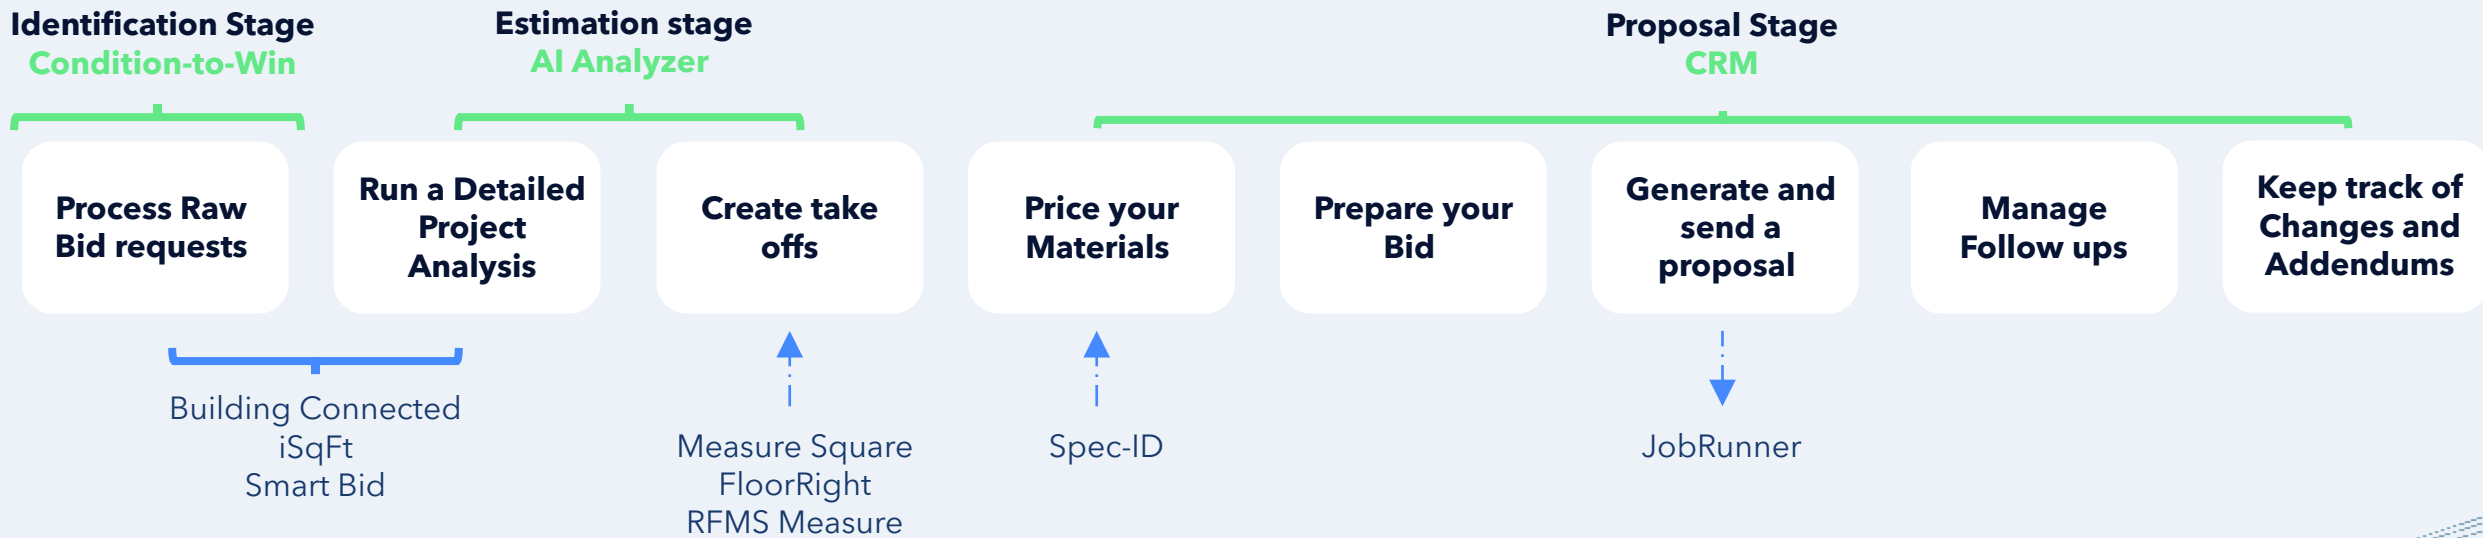 Identification Stage
Condition-to-Win
Estimation stage
AI Analyzer
Proposal Stage
CRM
Process Raw
Bid requests
Run a Detailed
Project
Analysis
Create take
offs
Price your
Materials
Prepare your
Bid
Generate and
send a
proposal
Manage
Follow ups
Keep track of
Changes and
Addendums
Building Connected
iSqFt
Smart Bid
Measure Square
FloorRight
RFMS Measure
Spec-ID
JobRunner